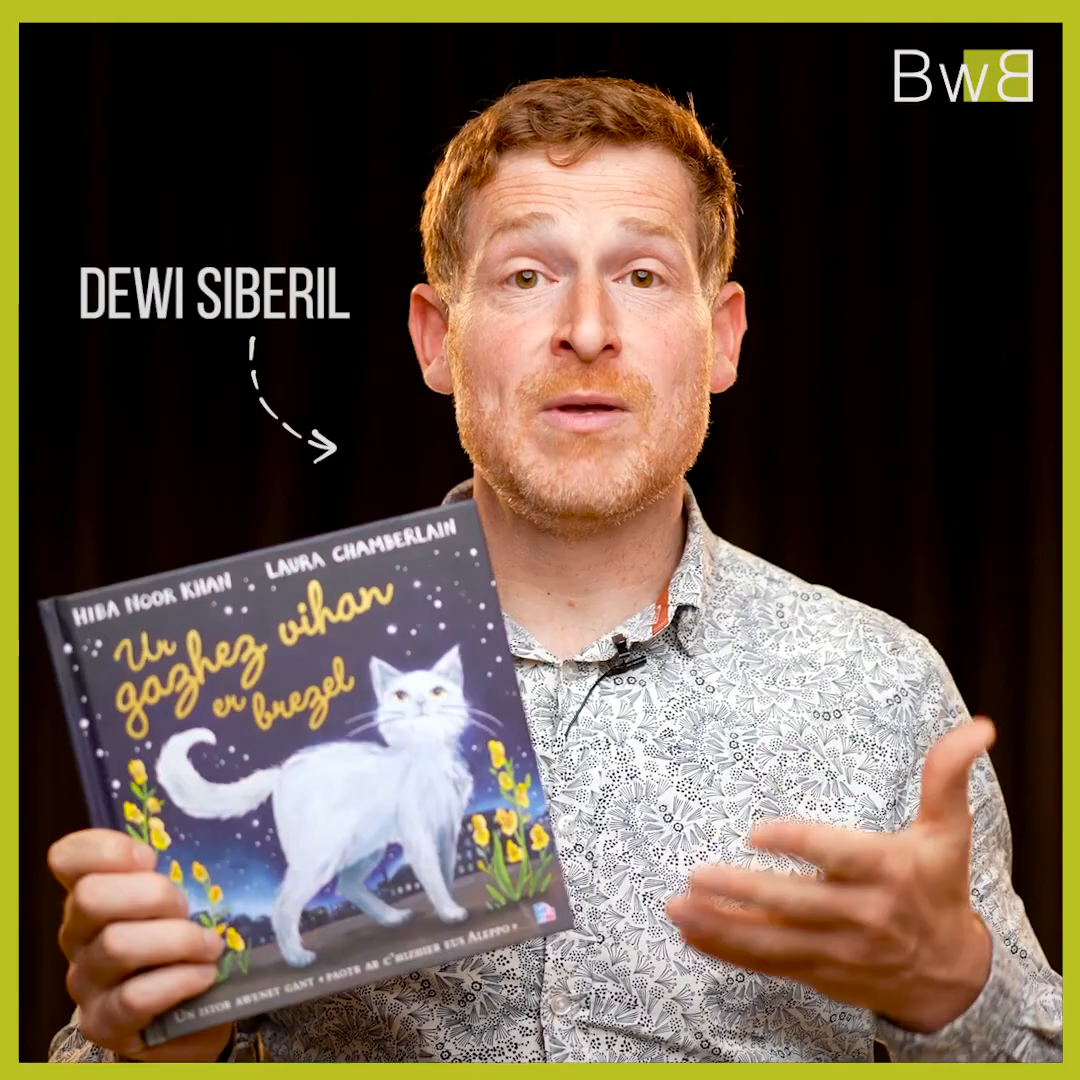 BwB
DEWI SIBERIL
HIBA NOOR KHAN . LAURA CHAMBERLAIN
Ur
gazhez vihan
er brezel
UN ISTOR AWENET GANT « PAOTR AR C'HIZHIER EUS ALEPPO »